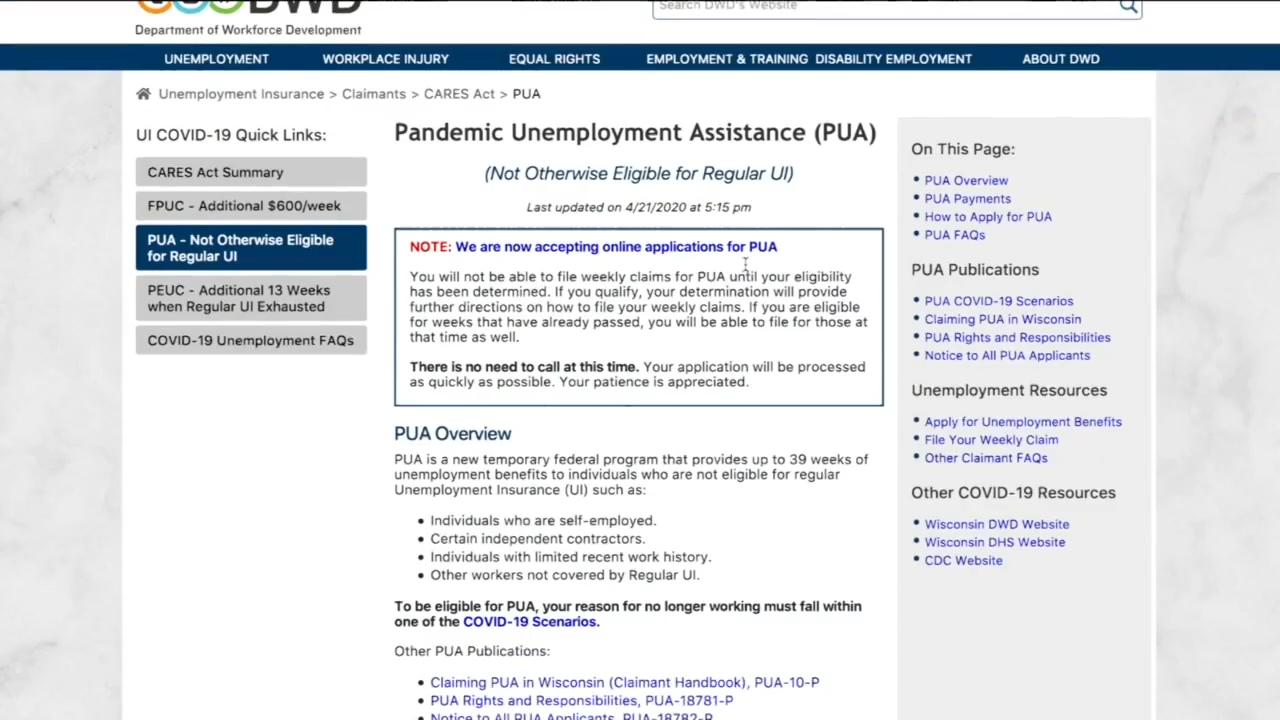 DWD
Search DWD's Website
Department of Workforce Development
UNEMPLOYMENT WORKPLACE INJURY EQUAL RIGHTS EMPLOYMENT & TRAINING DISABILITY EMPLOYMENT ABOUT DWD
Unemployment Insurance > Claimants > CARES Act > PUA
UI COVID-19 Quick Links:
CARES Act Summary
FPUC - Additional $600/week
PUA - Not Otherwise Eligible
for Regular UI
PEUC - Additional 13 Weeks
when Regular UI Exhausted
COVID-19 Unemployment FAQs
Pandemic Unemployment Assistance (PUA)
(Not Otherwise Eligible for Regular UI)
Last updated on 4/21/2020 at 5:15 pm
NOTE: We are now accepting online applications for PUA
You will not be able to file weekly claims for PUA until your eligibility
has been determined. If you qualify, your determination will provide
further directions on how to file your weekly claims. If you are eligible
for weeks that have already passed, you will be able to file for those at
that time as well.
There is no need to call at this time. Your application will be processed
as quickly as possible. Your patience is appreciated.
PUA Overview
PUA is a new temporary federal program that provides up to 39 weeks of
unemployment benefits to individuals who are not eligible for regular
Unemployment Insurance (UI) such as:
• Individuals who are self-employed.
• Certain independent contractors.
• Individuals with limited recent work history.
• Other workers not covered by Regular UI.
To be eligible for PUA, your reason for no longer working must fall within
one of the COVID-19 Scenarios.
Other PUA Publications:
• Claiming PUA in Wisconsin (Claimant Handbook), PUA-10-P
• PUA Rights and Responsibilities, PUA-18781-P
• Notice to All PUA Applicants, PUA-18782-P
On This Page:
• PUA Overview
• PUA Payments
• How to Apply for PUA
• PUA FAQs
PUA Publications
• PUA COVID-19 Scenarios
• Claiming PUA in Wisconsin
• PUA Rights and Responsibilities
• Notice to All PUA Applicants
Unemployment Resources
• Apply for Unemployment Benefits
• File Your Weekly Claim
• Other Claimant FAQs
Other COVID-19 Resources
• Wisconsin DWD Website
• Wisconsin DHS Website
• CDC Website